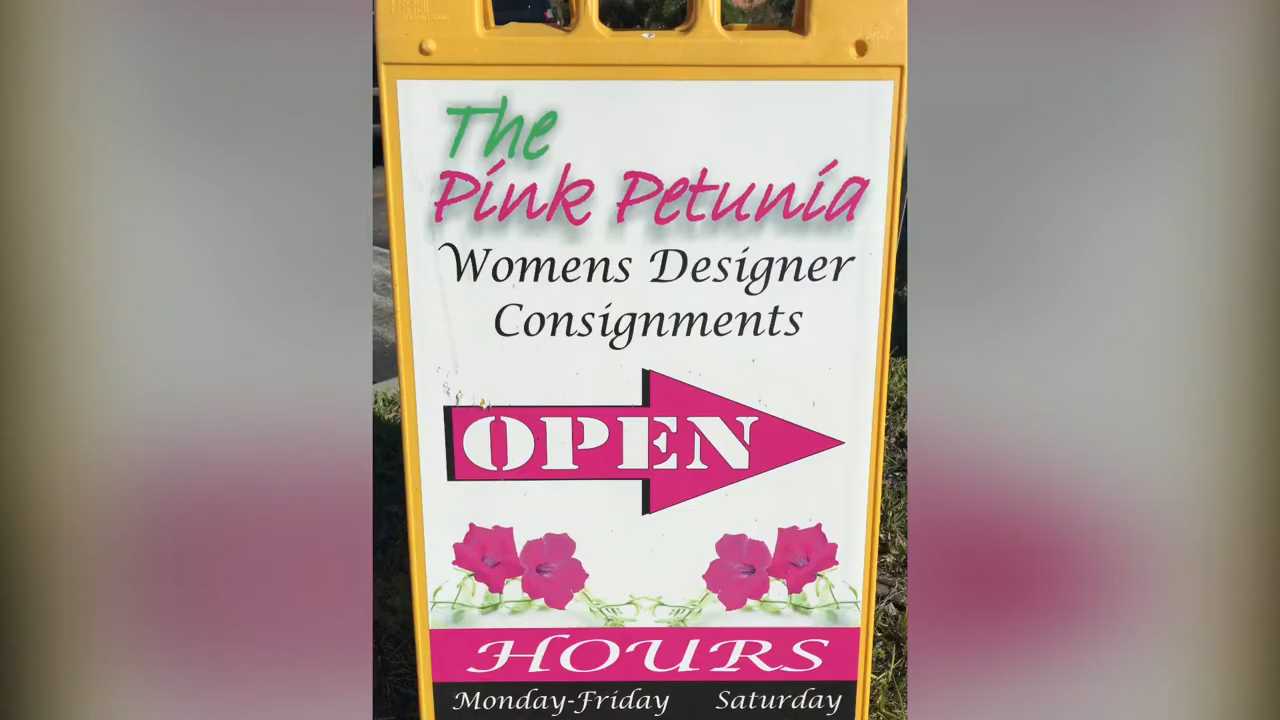 The
Pink Petunia
Womens Designer
Consignments
OPEN
HOURS
Monday-Friday Saturday